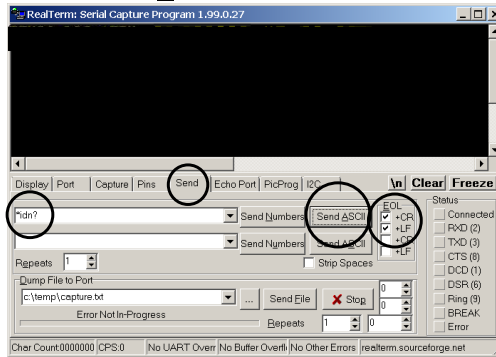 RealTerm: Serial Capture Program 1.99.0.27
Display Port Capture Pins Send Echo Port PicProg I2C \n Clear Freeze
*idn? Send Numbers Send ASCII EOL +CR +LF
Send Numbers Send ASCII +CR +LF
Repeats 1 Strip Spaces
Dump File to Port
c:\temp\capture.txt ... Send File Stop 0
Error Not In-Progress Repeats 1 0
Status
Connected
RXD (2)
TXD (3)
CTS (8)
DCD (1)
DSR (6)
Ring (9)
BREAK
Error
Char Count:0000000 CPS:0 No UART Overr No Buffer Overfl No Other Errors realterm.sourceforge.net